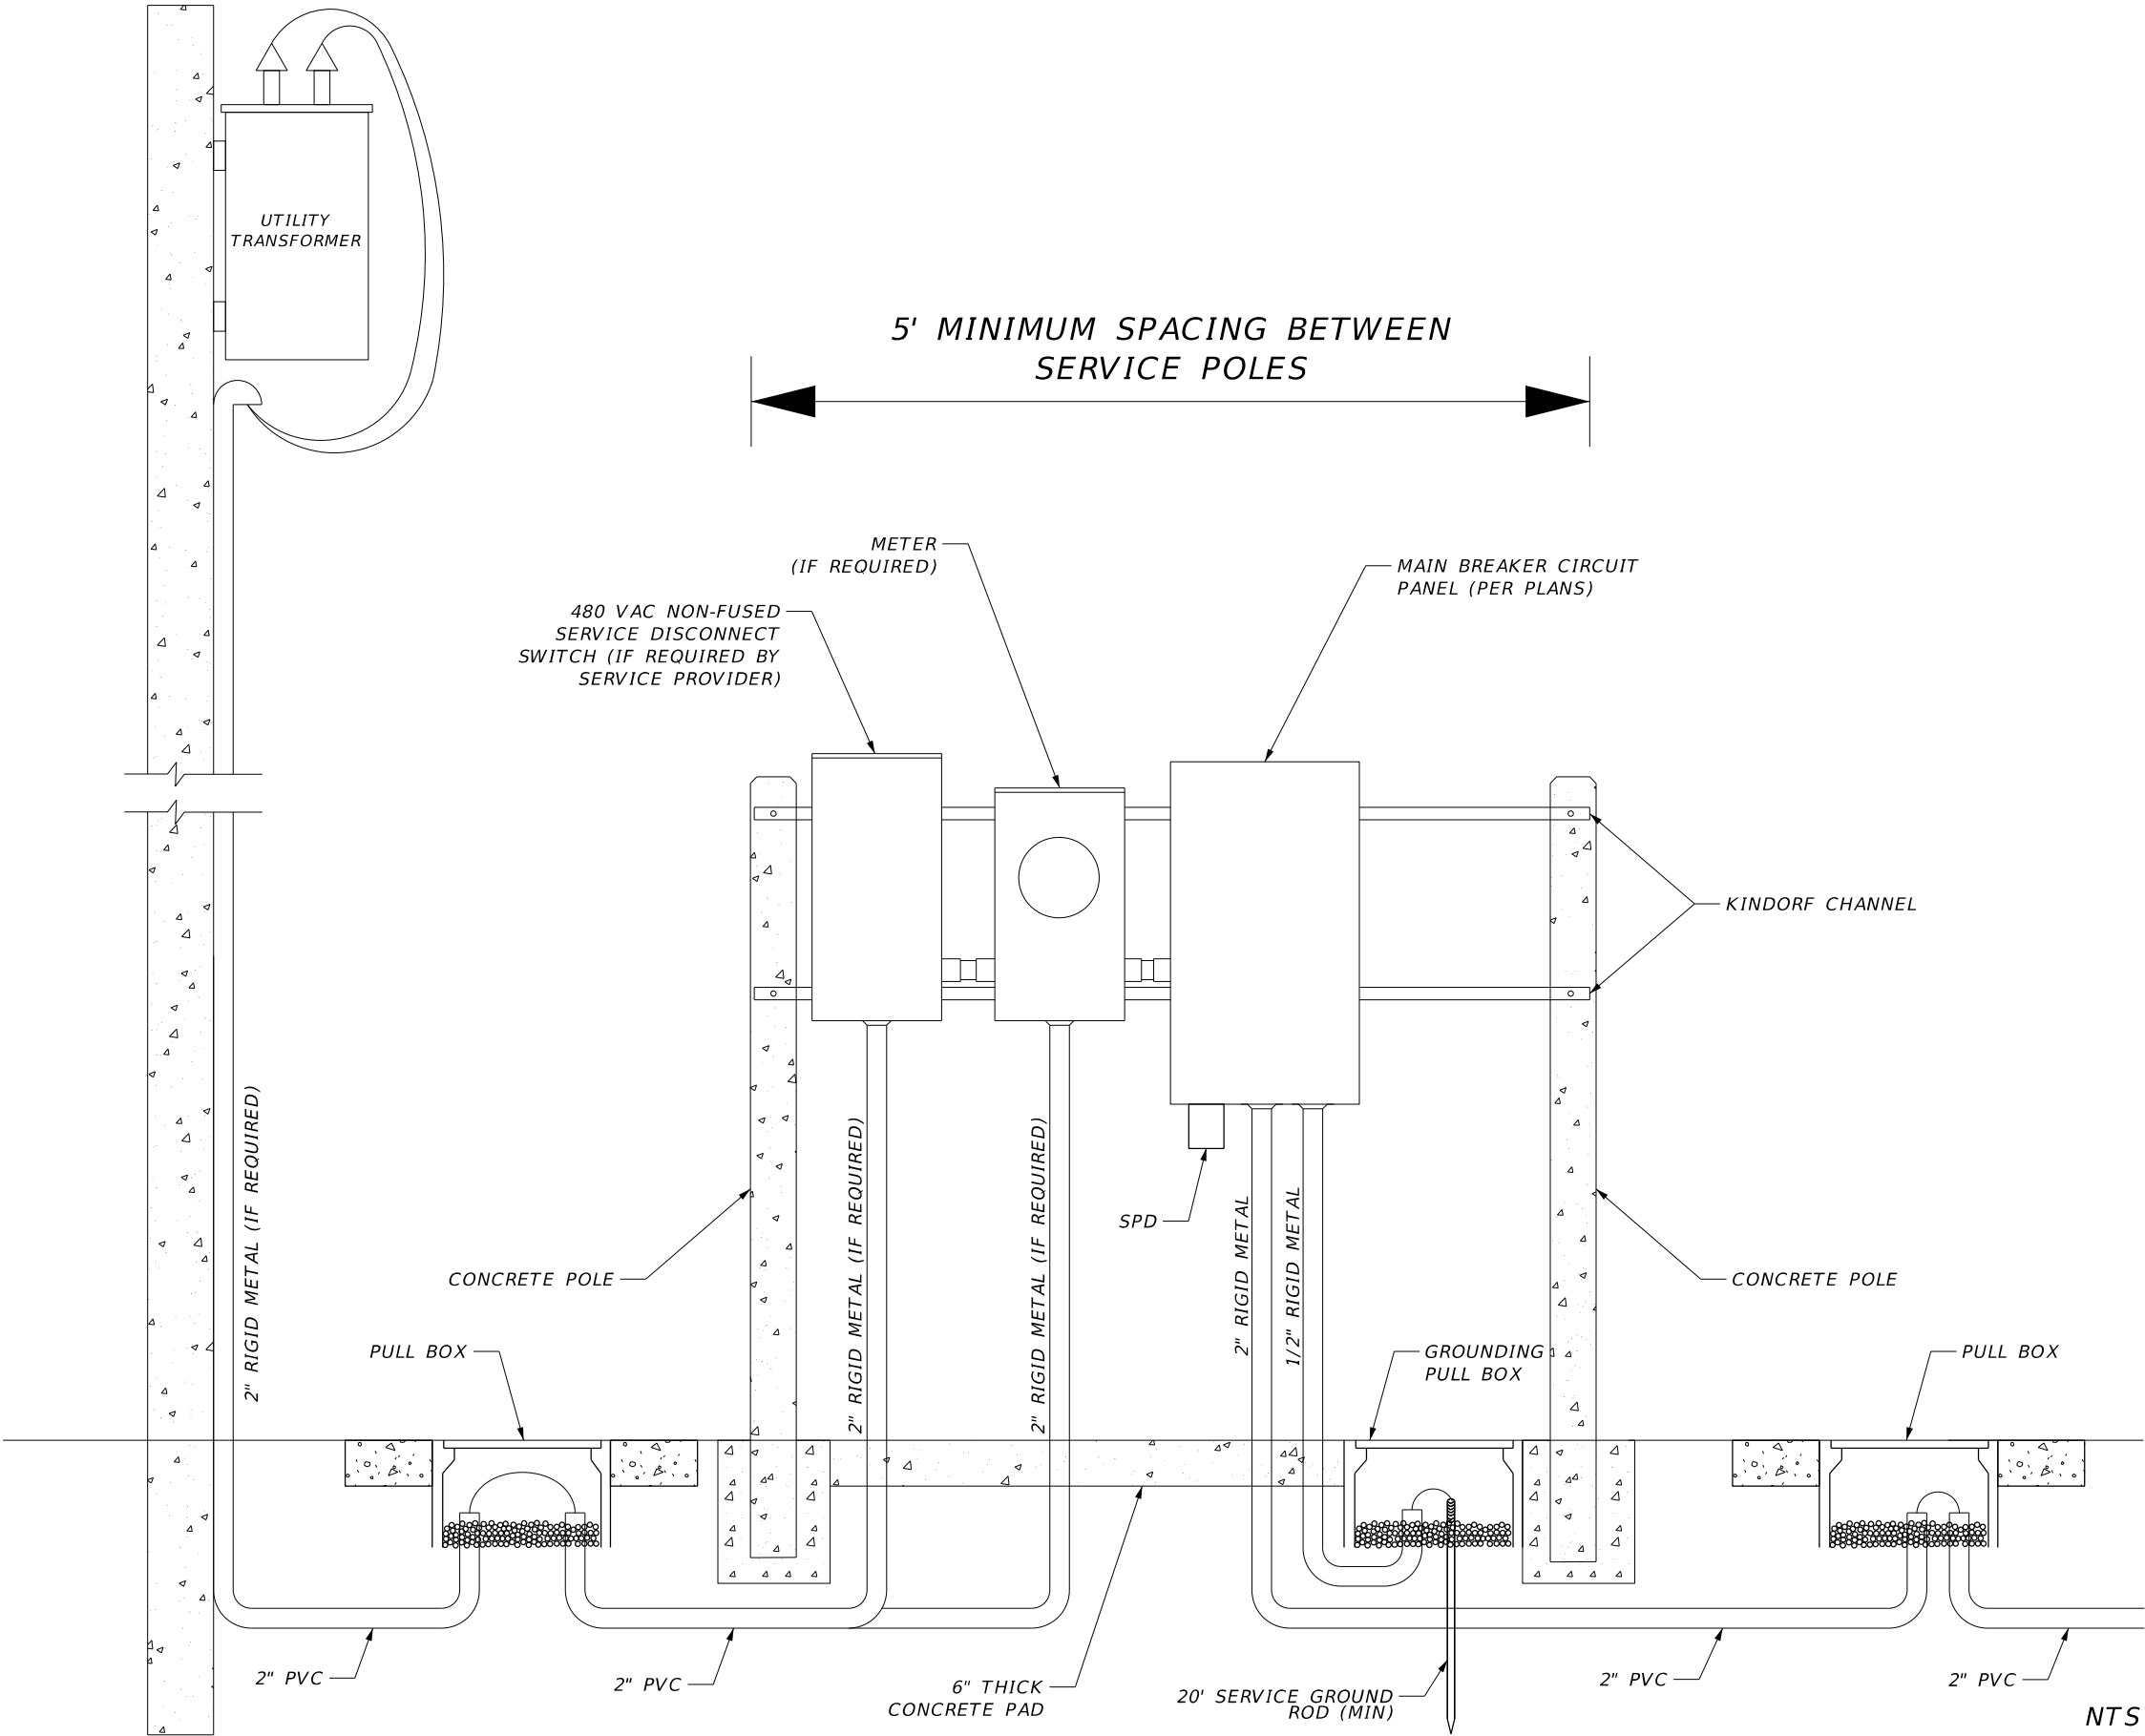 UTILITY
TRANSFORMER
5' MINIMUM SPACING BETWEEN
SERVICE POLES
METER
(IF REQUIRED)
MAIN BREAKER CIRCUIT
PANEL (PER PLANS)
480 VAC NON-FUSED
SERVICE DISCONNECT
SWITCH (IF REQUIRED BY
SERVICE PROVIDER)
KINDORF CHANNEL
2" RIGID METAL (IF REQUIRED)
2" RIGID METAL (IF REQUIRED)
2" RIGID METAL (IF REQUIRED)
2" RIGID METAL
1/2" RIGID METAL
SPD
CONCRETE POLE
CONCRETE POLE
PULL BOX
GROUNDING
PULL BOX
PULL BOX
2" PVC
2" PVC
6" THICK
CONCRETE PAD
20' SERVICE GROUND
ROD (MIN)
2" PVC
2" PVC
NTS